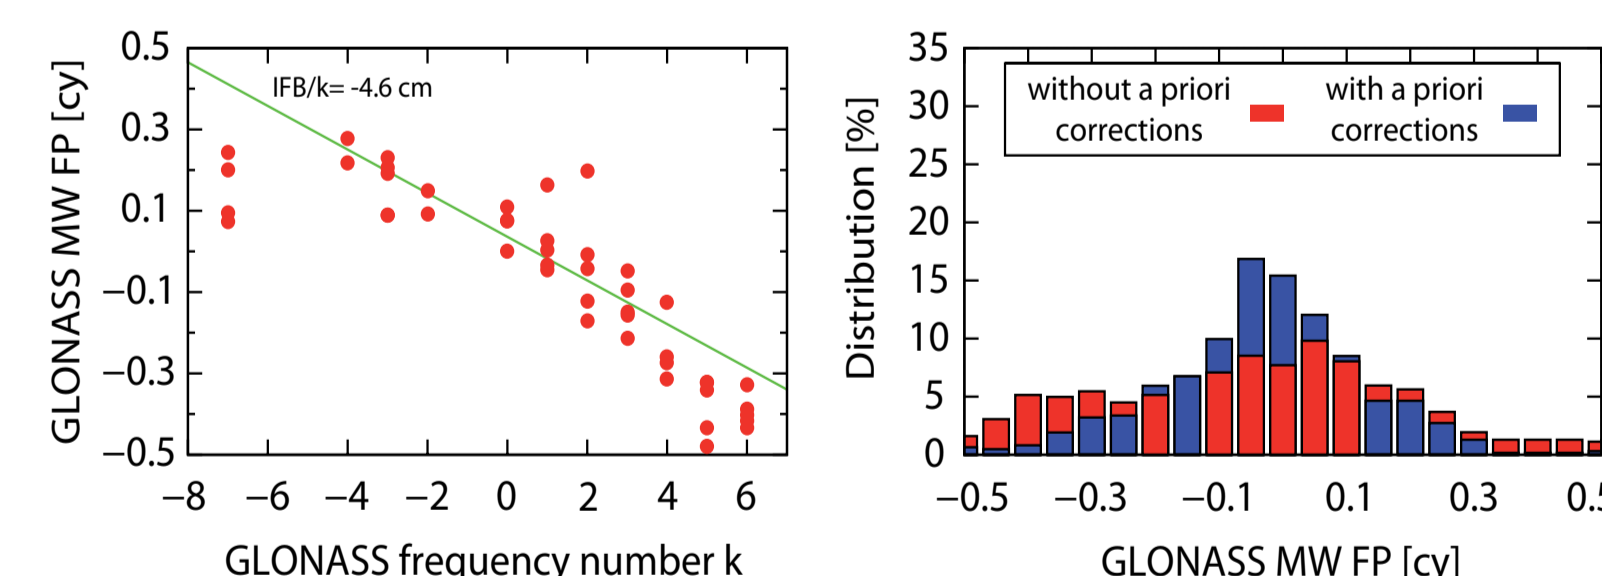 0.5
0.3
0.1
−0.1
−0.3
−0.5
GLONASS MW FP [cy]
IFB/k= -4.6 cm
−8 −6 −4 −2 0 2 4 6
GLONASS frequency number k
35
30
25
20
15
10
5
0
Distribution [%]
without a priori corrections
with a priori corrections
−0.5 −0.3 −0.1 0.1 0.3
GLONASS MW FP [cy]